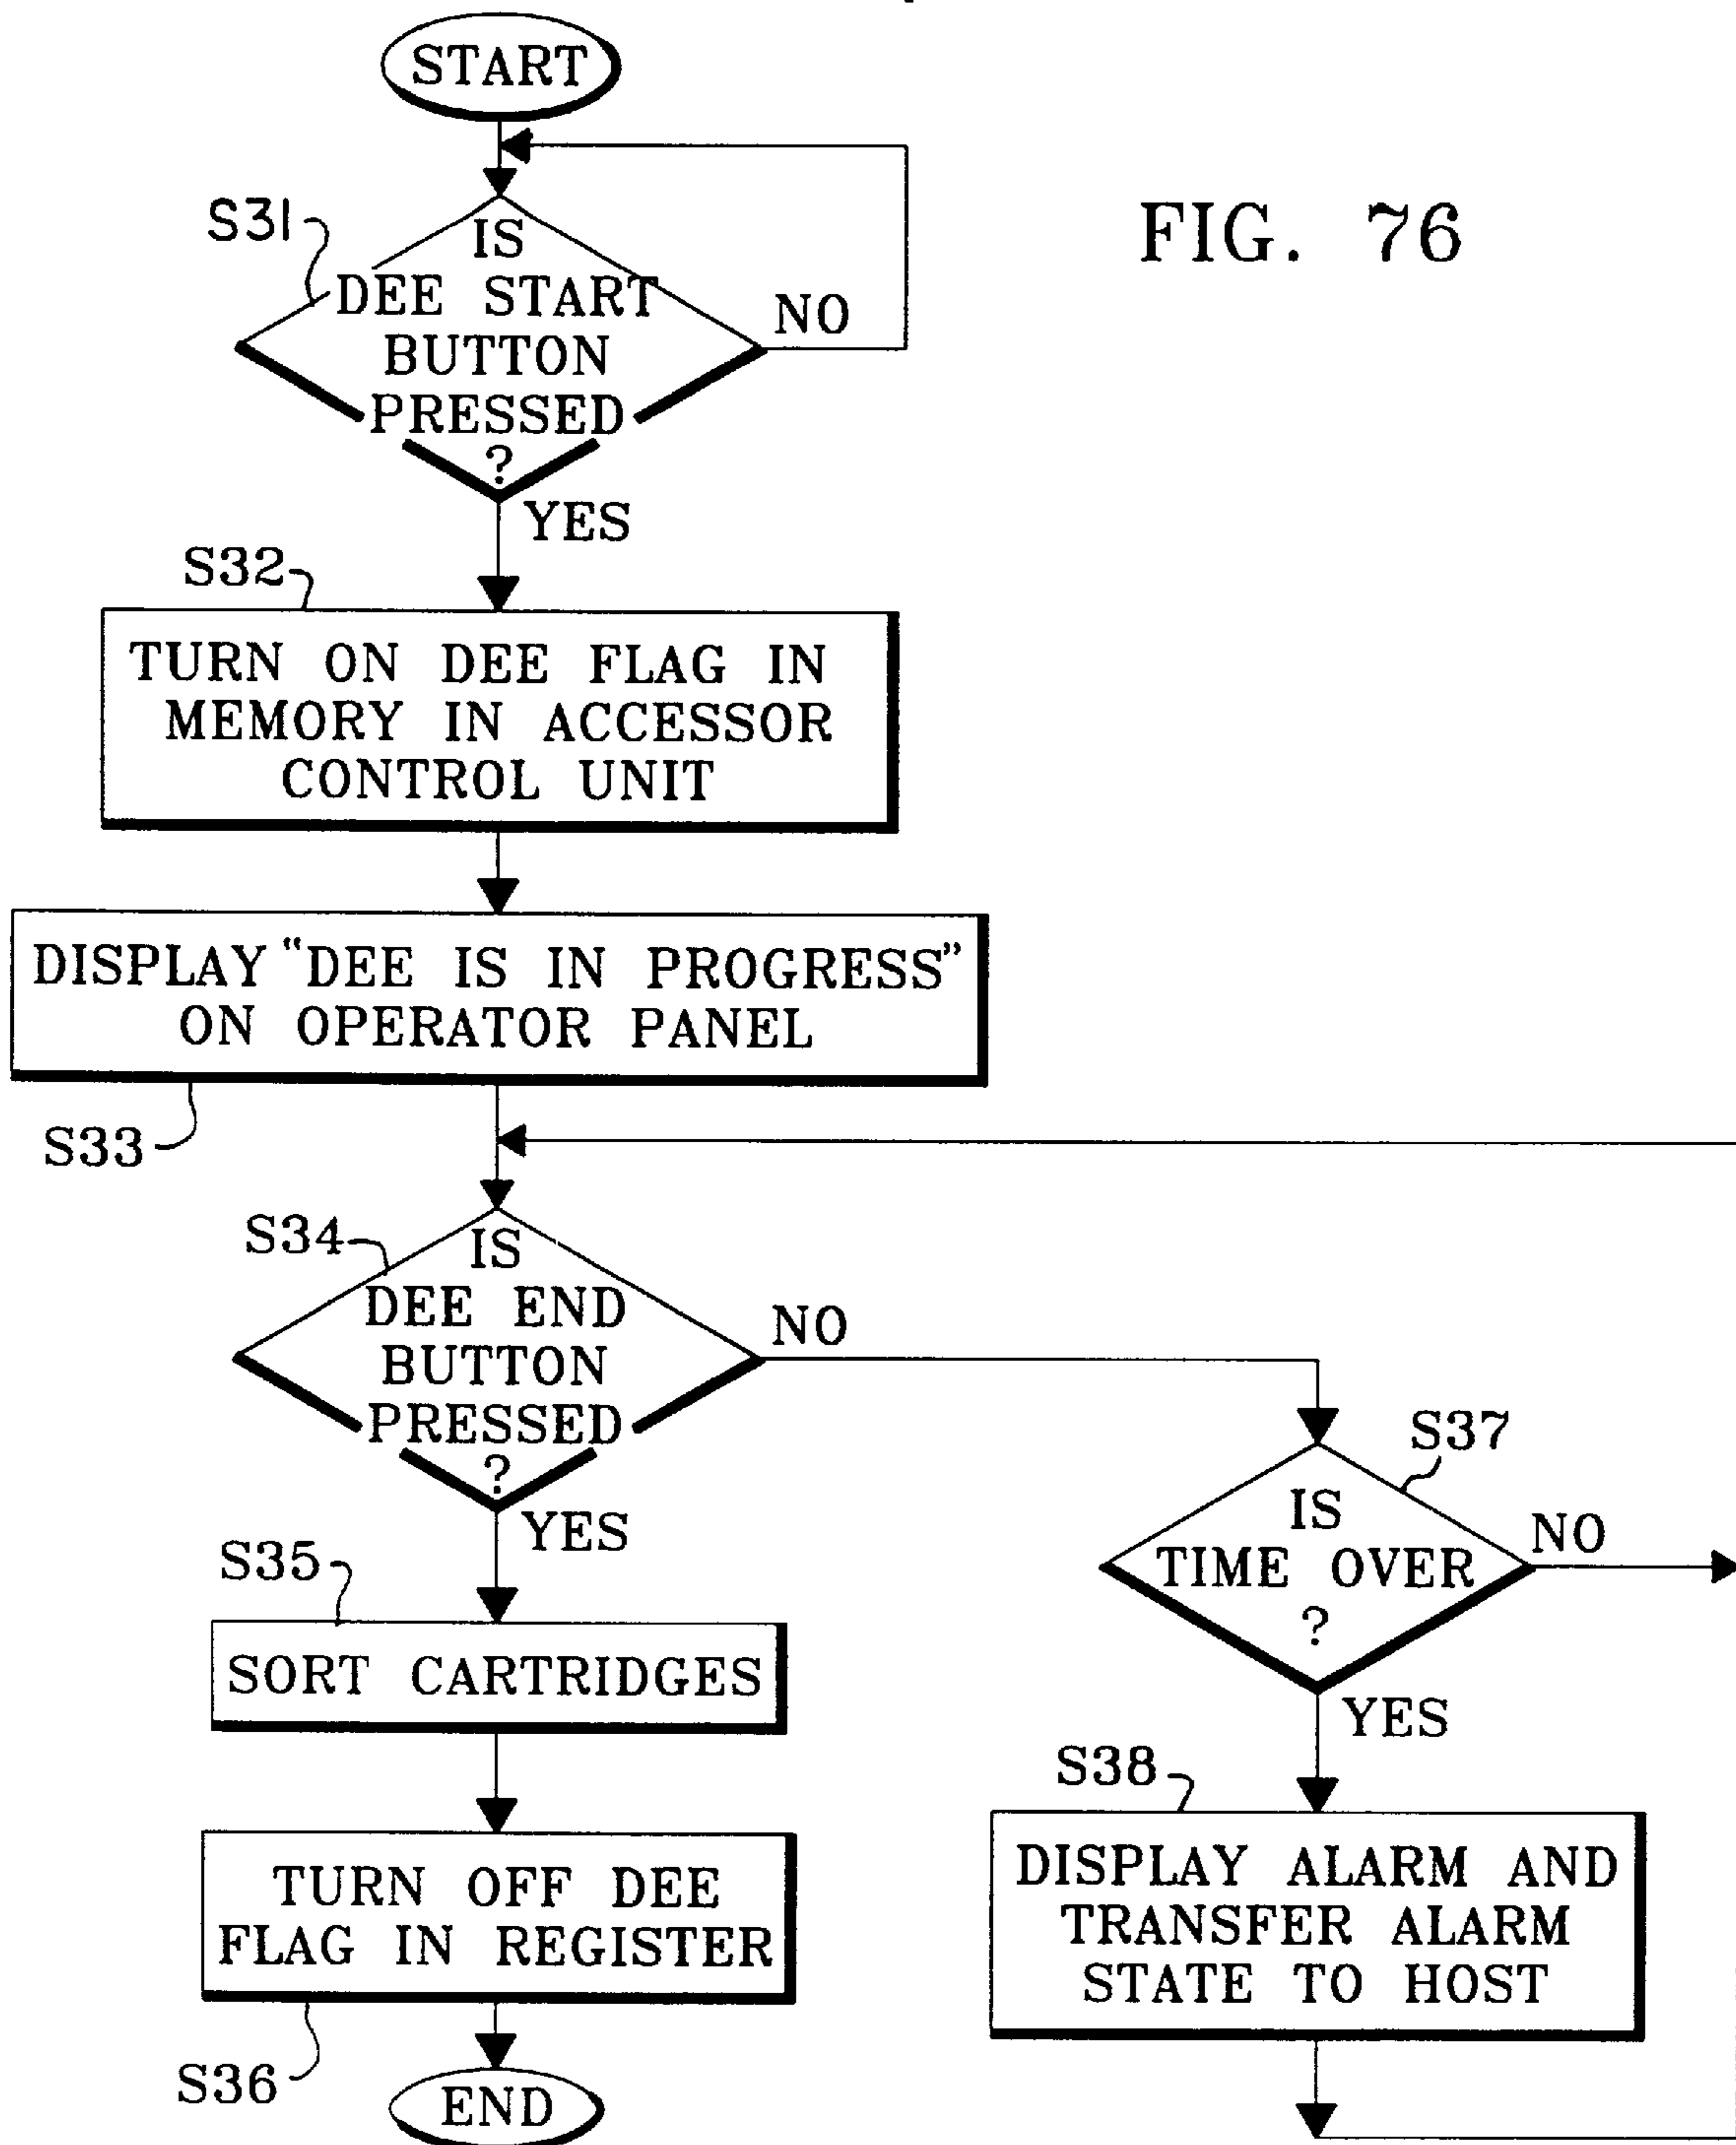 START
FIG. 76
S31
IS
DEE START
BUTTON
PRESSED
?
NO
YES
S32
TURN ON DEE FLAG IN
MEMORY IN ACCESSOR
CONTROL UNIT
DISPLAY "DEE IS IN PROGRESS"
ON OPERATOR PANEL
S33
S34
IS
DEE END
BUTTON
PRESSED
?
NO
YES
S37
IS
TIME OVER
?
NO
YES
S35
SORT CARTRIDGES
S38
DISPLAY ALARM AND
TRANSFER ALARM
STATE TO HOST
TURN OFF DEE
FLAG IN REGISTER
S36
END